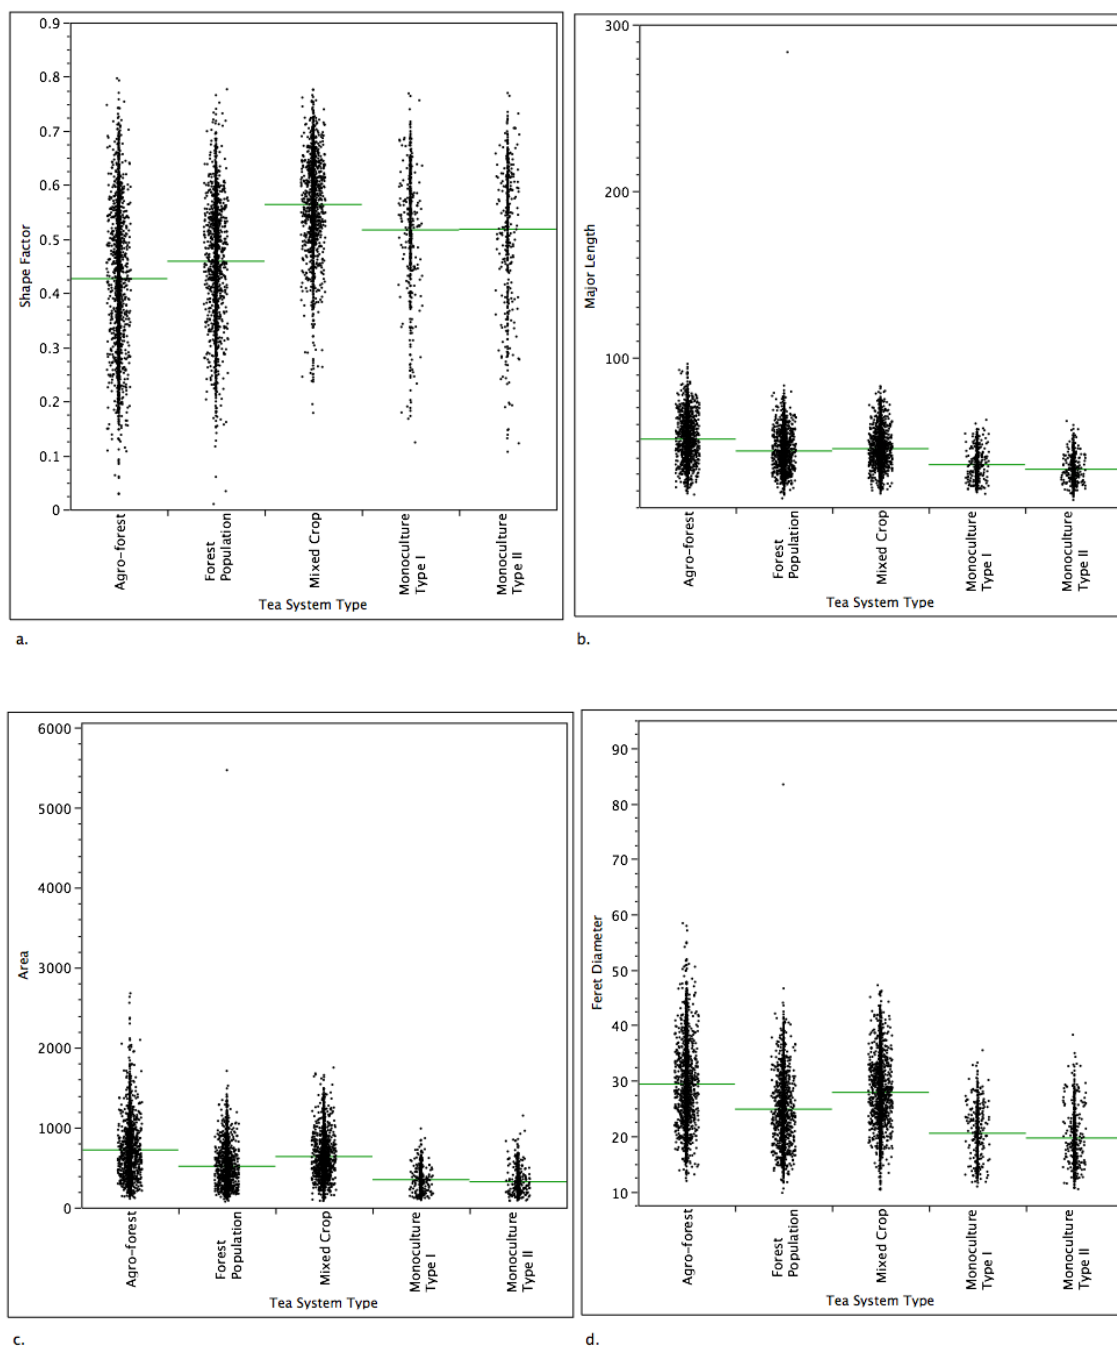 0.9
0.8
0.7
0.6
0.5
0.4
0.3
0.2
0.1
0
Shape Factor
Agro-forest
Forest
Population
Mixed Crop
Monoculture
Type I
Monoculture
Type II
Tea System Type
a.
300
200
100
Major Length
Agro-forest
Forest
Population
Mixed Crop
Monoculture
Type I
Monoculture
Type II
Tea System Type
b.
6000
5000
4000
3000
2000
1000
0
Area
Agro-forest
Forest
Population
Mixed Crop
Monoculture
Type I
Monoculture
Type II
Tea System Type
c.
90
80
70
60
50
40
30
20
10
Feret Diameter
Agro-forest
Forest
Population
Mixed Crop
Monoculture
Type I
Monoculture
Type II
Tea System Type
d.